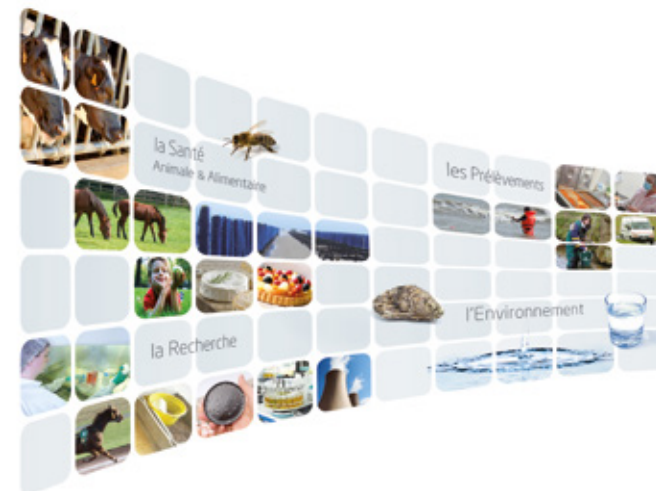 la Santé
Animale & Alimentaire
les Prélèvements
l'Environnement
la Recherche